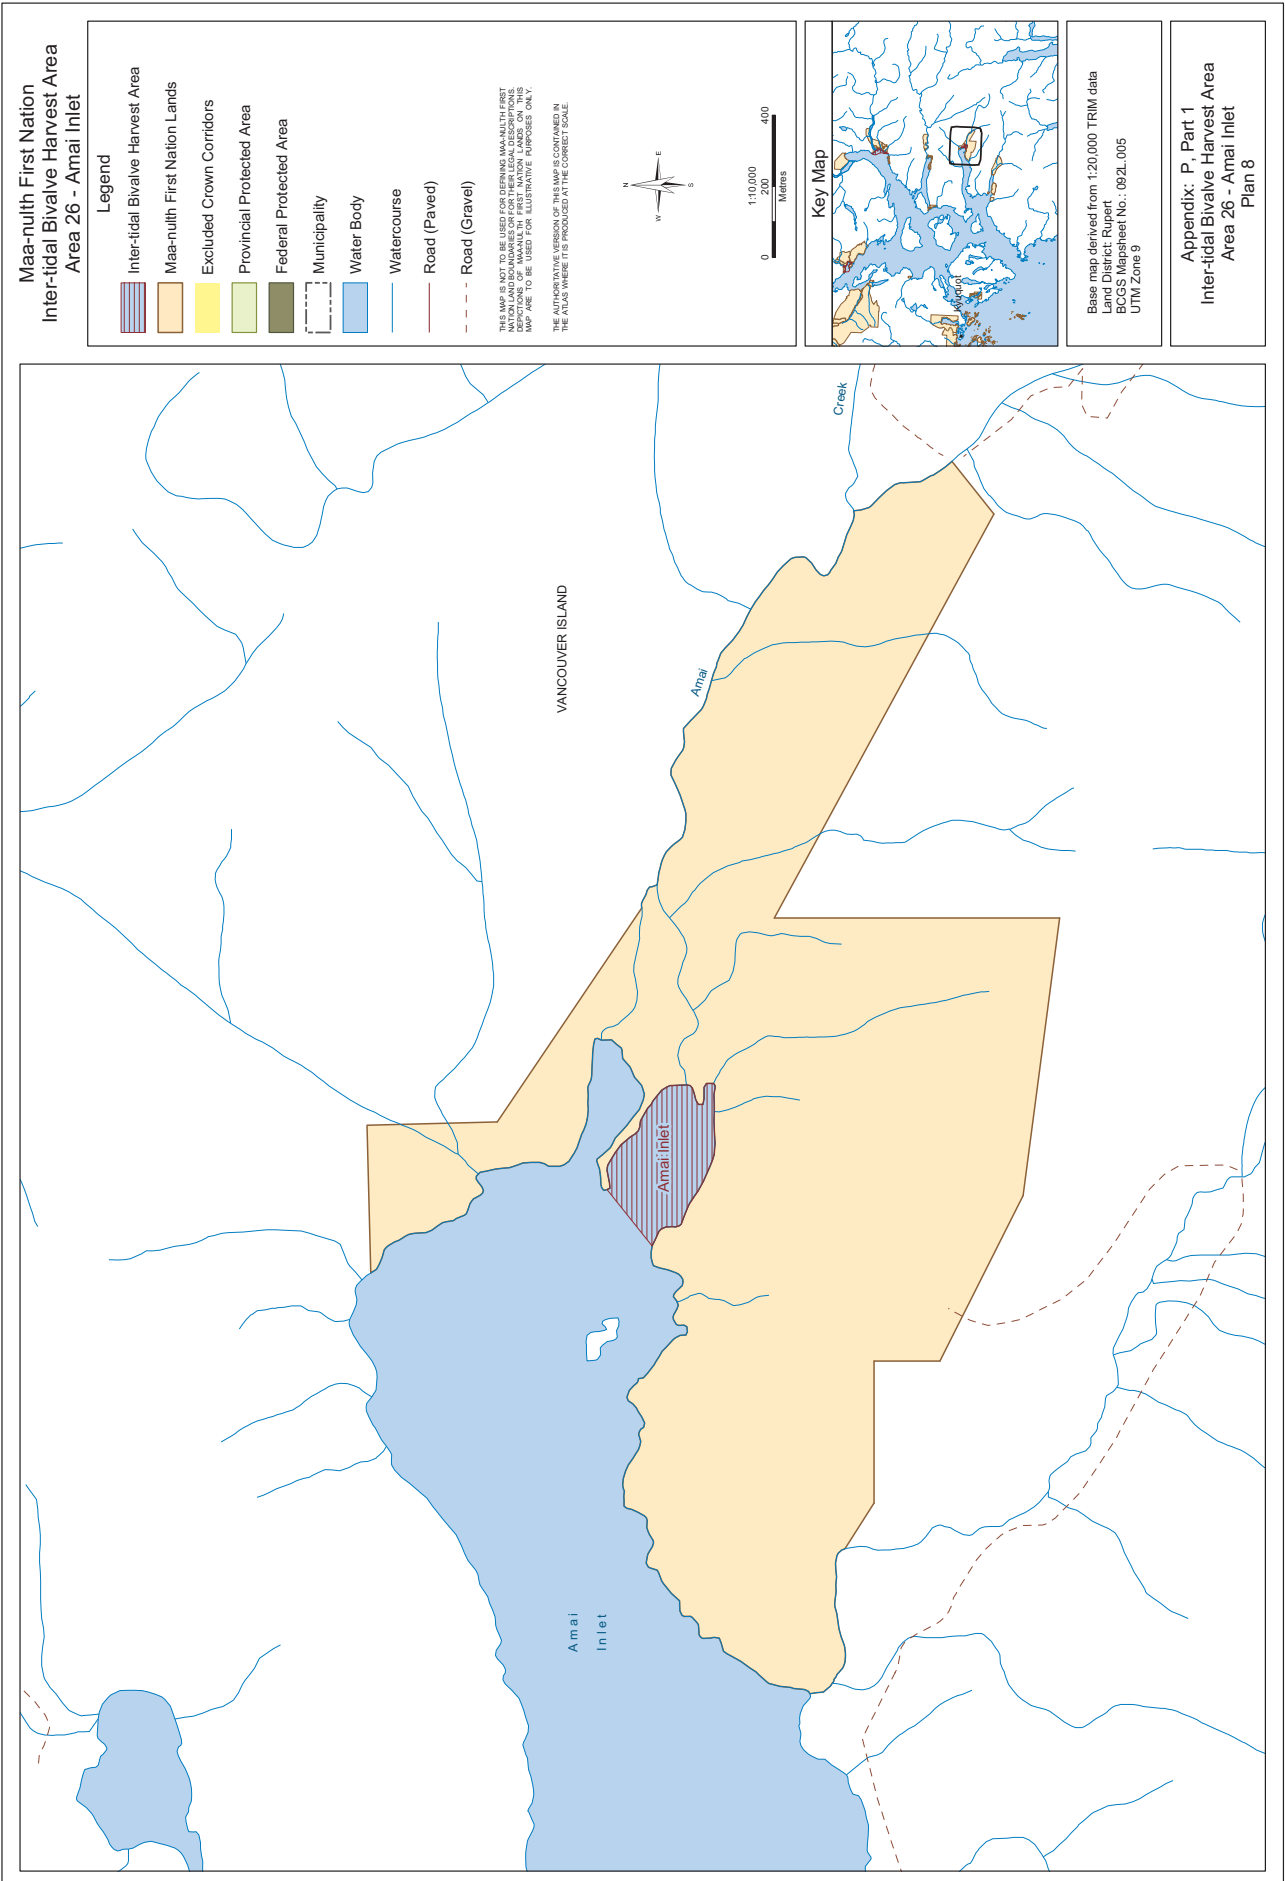 Maa-nulth First Nation
Inter-tidal Bivalve Harvest Area
Area 26 - Amai Inlet
Legend
Inter-tidal Bivalve Harvest Area
Maa-nulth First Nation Lands
Excluded Crown Corridors
Provincial Protected Area
Federal Protected Area
Municipality
Water Body
Watercourse
Road (Paved)
Road (Gravel)
THIS MAP IS NOT TO BE USED FOR DEFINING MAA-NULTH FIRST
NATION LAND BOUNDARIES OR FOR THEIR LEGAL DESCRIPTIONS.
DEPICTIONS OF MAA-NULTH FIRST NATION LANDS ON THIS
MAP ARE TO BE USED FOR ILLUSTRATIVE PURPOSES ONLY.
THE AUTHORITATIVE VERSION OF THIS MAP IS CONTAINED IN
THE ATLAS WHERE IT IS PRODUCED AT THE CORRECT SCALE.
N
W E
S
1:10,000
0 200 400
Metres
Key Map
Kyuquot
Base map derived from 1:20,000 TRIM data
Land District: Rupert
BCGS Mapsheet No.: 092L.005
UTM Zone 9
Appendix: P, Part 1
Inter-tidal Bivalve Harvest Area
Area 26 - Amai Inlet
Plan 8
VANCOUVER ISLAND
Amai
Creek
Amai Inlet
Amai
Inlet